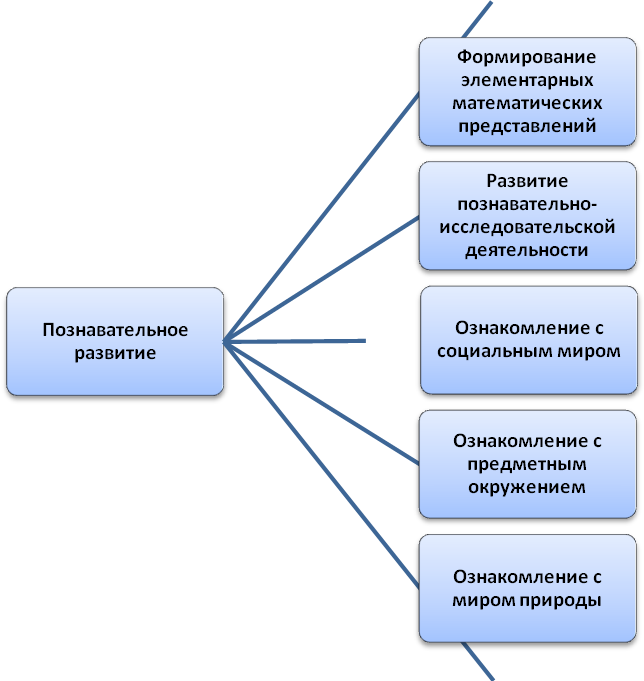 Формирование
элементарных
математических
представлений
Развитие
познавательно-
исследовательской
деятельности
Познавательное
развитие
Ознакомление с
социальным миром
Ознакомление с
предметным
окружением
Ознакомление с
миром природы